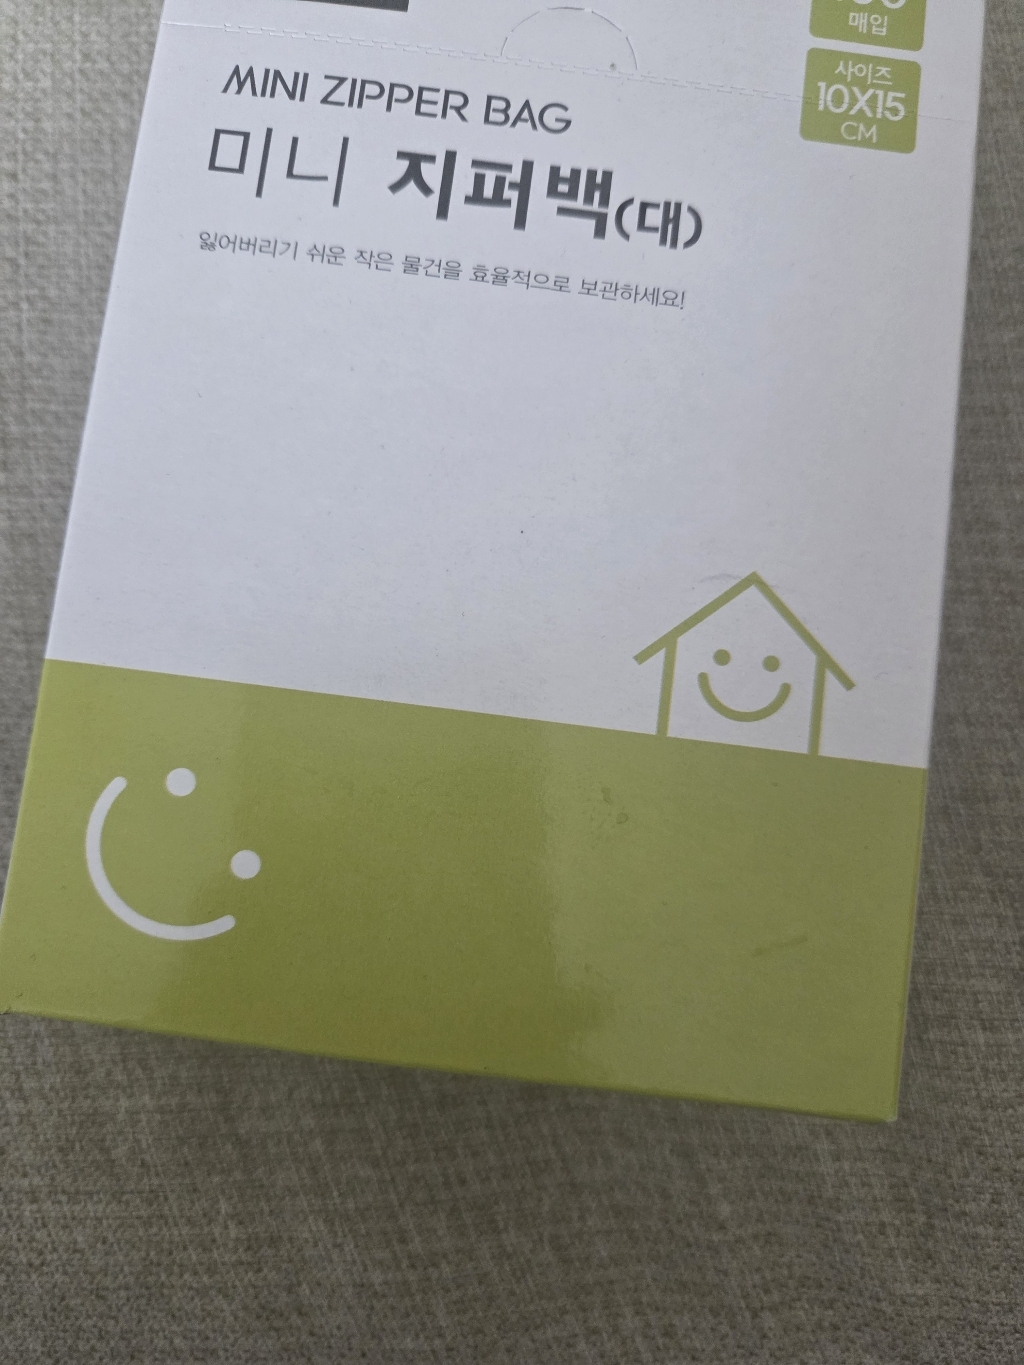 매입
사이즈
10X15
CM
MINI ZIPPER BAG
미니 지퍼백(대)
잃어버리기 쉬운 작은 물건을 효율적으로 보관하세요!